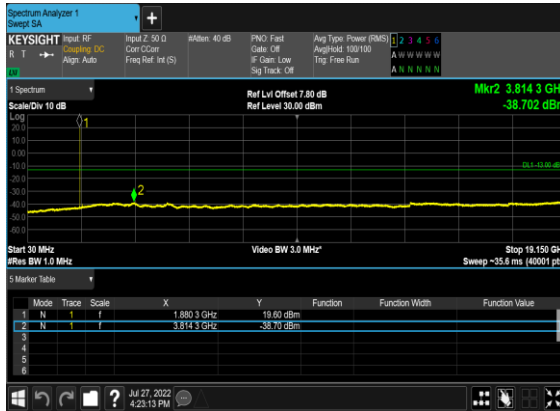 Spectrum Analyzer 1
Swept SA
KEYSIGHT Input: RF Input Z: 50 Ω #Atten: 40 dB PNO: Fast Avg Type: Power (RMS) 1 2 3 4 5 6
R T Coupling: DC Corr CCorr Gate: Off Avg|Hold: 100/100 A W W W W W
Align: Auto Freq Ref: Int (S) IF Gain: Low Trig: Free Run
Sig Track: Off A N N N N N
1 Spectrum Ref Lvl Offset 7.80 dB Mkr2 3.814 3 GHz
Scale/Div 10 dB Ref Level 30.00 dBm -38.702 dBm
Log
20.0
10.0
0.00
-10.0
-20.0
-30.0
-40.0
-50.0
-60.0
1
2
DL1 -13.00 dB
Start 30 MHz Video BW 3.0 MHz* Stop 19.150 GH
#Res BW 1.0 MHz Sweep ~35.6 ms (40001 pts
5 Marker Table
Mode Trace Scale X Y Function Function Width Function Value
1 N 1 f 1.880 3 GHz 19.60 dBm
2 N 1 f 3.814 3 GHz -38.70 dBm
3
4
5
6
? Jul 27, 2022
4:23:13 PM